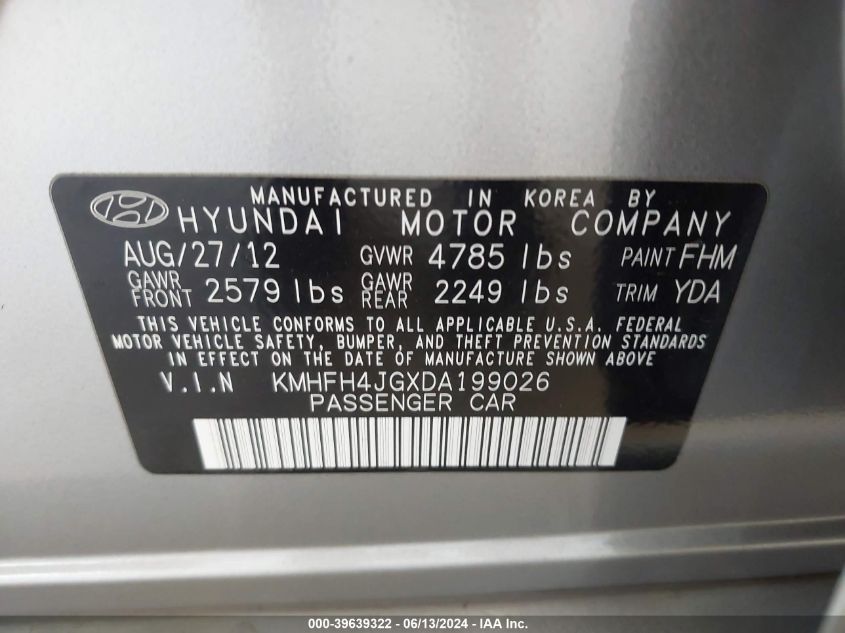 MANUFACTURED IN KOREA BY
HYUNDAI MOTOR COMPANY
AUG/27/12 GVWR 4785 lbs PAINT FHM
GAWR FRONT 2579 lbs GAWR REAR 2249 lbs TRIM YDA
THIS VEHICLE CONFORMS TO ALL APPLICABLE U.S.A. FEDERAL
MOTOR VEHICLE SAFETY, BUMPER, AND THEFT PREVENTION STANDARDS
IN EFFECT ON THE DATE OF MANUFACTURE SHOWN ABOVE
V.I.N KMHFH4JGXDA199026
PASSENGER CAR
000-39639322 - 06/13/2024 - IAA Inc.